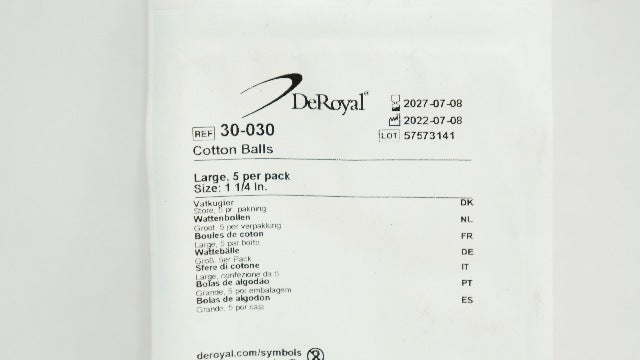 DeRoyal®
2027-07-08
2022-07-08
LOT 57573141
REF 30-030
Cotton Balls
Large, 5 per pack
Size: 1 1/4 In.
Vatkugler DK
Store, 5 pr. pakning
Wattenbollen NL
Groot, 5 per verpakking
Boules de coton FR
Large, 5 par boîte
Wattebälle DE
Groß, 5er Pack
Sfere di cotone IT
Large, confezione da 5
Bolas de algodão PT
Grande, 5 por embalagem
Bolas de algodón ES
Grande, 5 por caja
deroyal.com/symbols